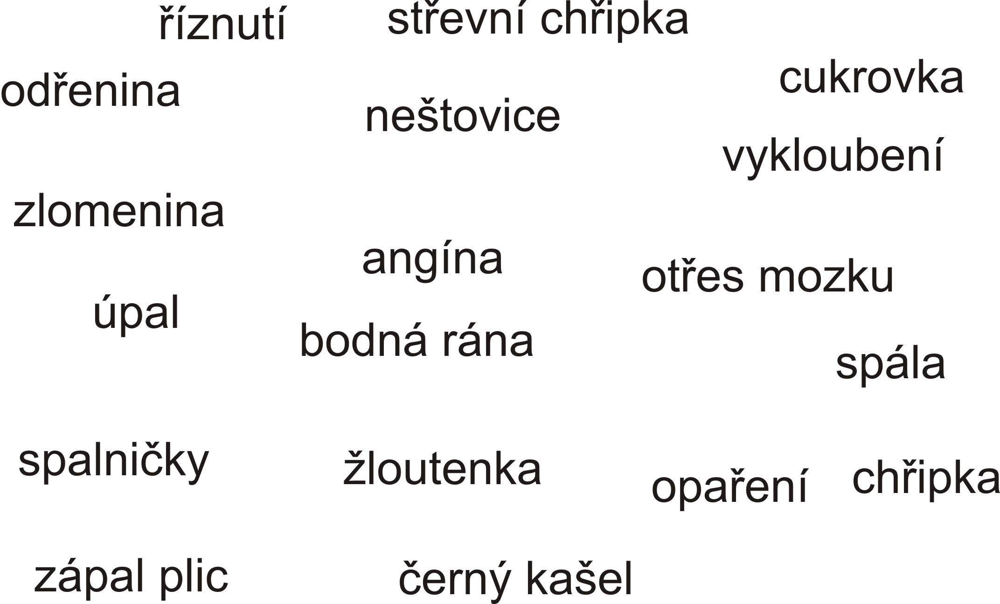 říznutí
střevní chřipka
cukrovka
odřenina
neštovice
vykloubení
zlomenina
angína
otřes mozku
úpal
bodná rána
spála
spalničky
žloutenka
opaření
chřipka
zápal plic
černý kašel